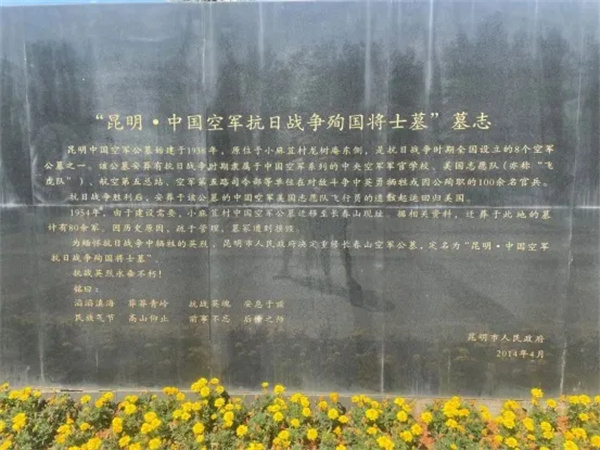 “昆明·中国空军抗日战争殉国将士墓”墓志
昆明中国空军公墓始建于1938年，原位于小麻苴村龙树庵东侧，是抗日战争时期全国设立的8个空军
公墓之一。该公墓安葬有抗日战争时期隶属于中国空军系列的中央空军军官学校、美国志愿队（亦称“飞
虎队”）、航空第五总站、空军第五路司令部等单位在对敌斗争中英勇牺牲或因公殉职的100余名官兵。
抗日战争胜利后，安葬于该公墓的中国空军美国志愿队飞行员的遗骸起运回归美国。
1954年，由于建设需要，小麻苴村中国空军公墓迁移至长春山现址。据相关资料，迁葬于此地的墓
计有80余冢。因历史原因，疏于管理，墓冢遭到损毁。
为缅怀抗日战争中牺牲的英烈，昆明市人民政府决定重修长春山空军公墓，定名为“昆明·中国空军
抗日战争殉国将士墓”。
抗战英烈永垂不朽！
铭曰：
滔滔滇海 莽莽青岭 抗战英魂 安息于兹
民族气节 高山仰止 前事不忘 后事之师
昆明市人民政府
2014年4月